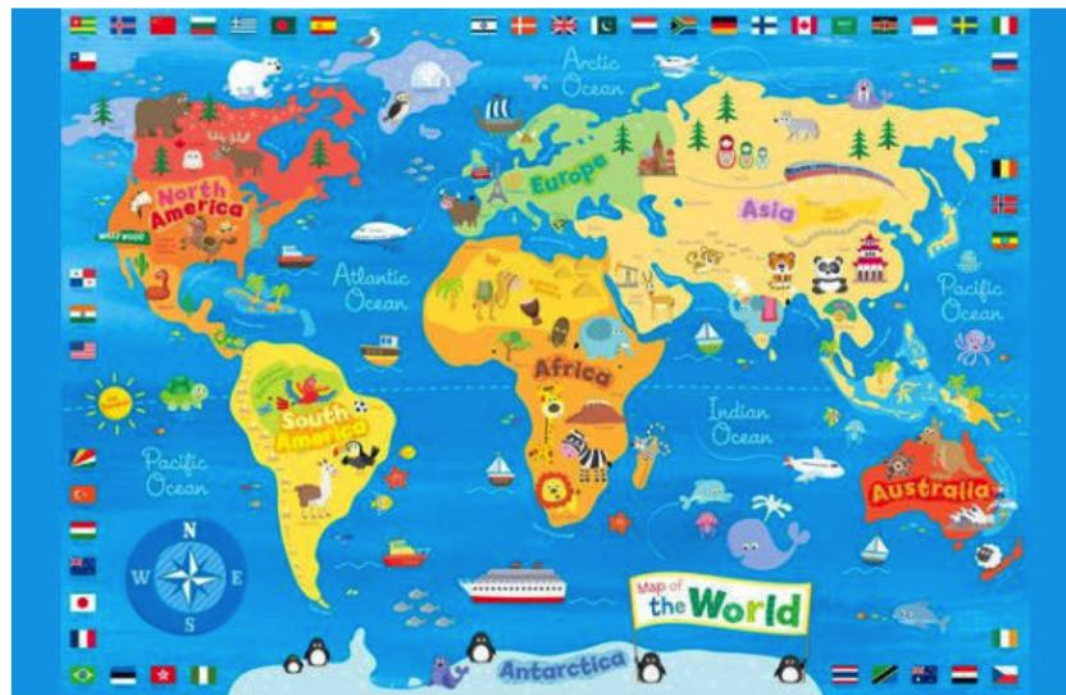 Arctic
Ocean
North
America
Europe
Asia
HOLLYWOOD
Atlantic
Ocean
Pacific
Ocean
Africa
South
America
Indian
Ocean
Pacific
Ocean
Australia
N
W
E
S
Map of
the World
Antarctica